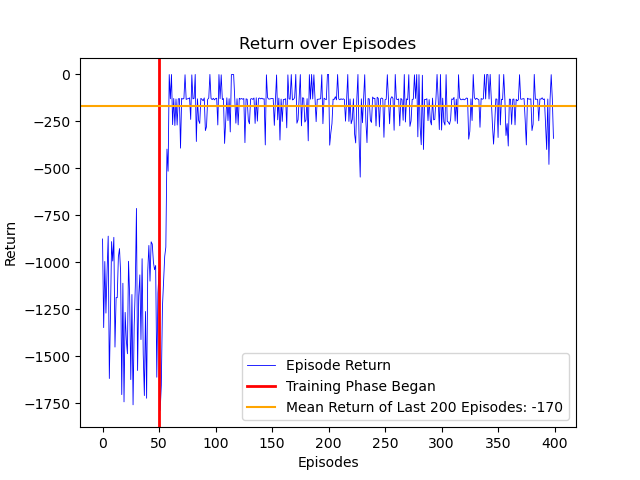 Return over Episodes
0
−250
−500
−750
−1000
−1250
−1500
−1750
Return
Episode Return
Training Phase Began
Mean Return of Last 200 Episodes: -170
0 50 100 150 200 250 300 350 400
Episodes